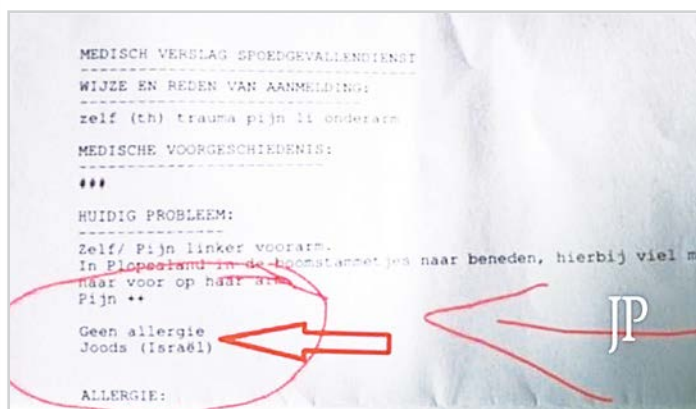 MEDISCH VERSLAG SPOEDGEVALLENDIENST
WIJZE EN REDEN VAN AANMELDING:
zelf (th) trauma pijn li onderarm
MEDISCHE VOORGESCHIEDENIS:
###
HUIDIG PROBLEEM:
Zelf/ Pijn linker voorarm.
In Plopsaland in de boomstammetjes naar beneden, hierbij viel m
naar voor op haar arm
Pijn ++
Geen allergie
Joods (Israël)
ALLERGIE:
JP